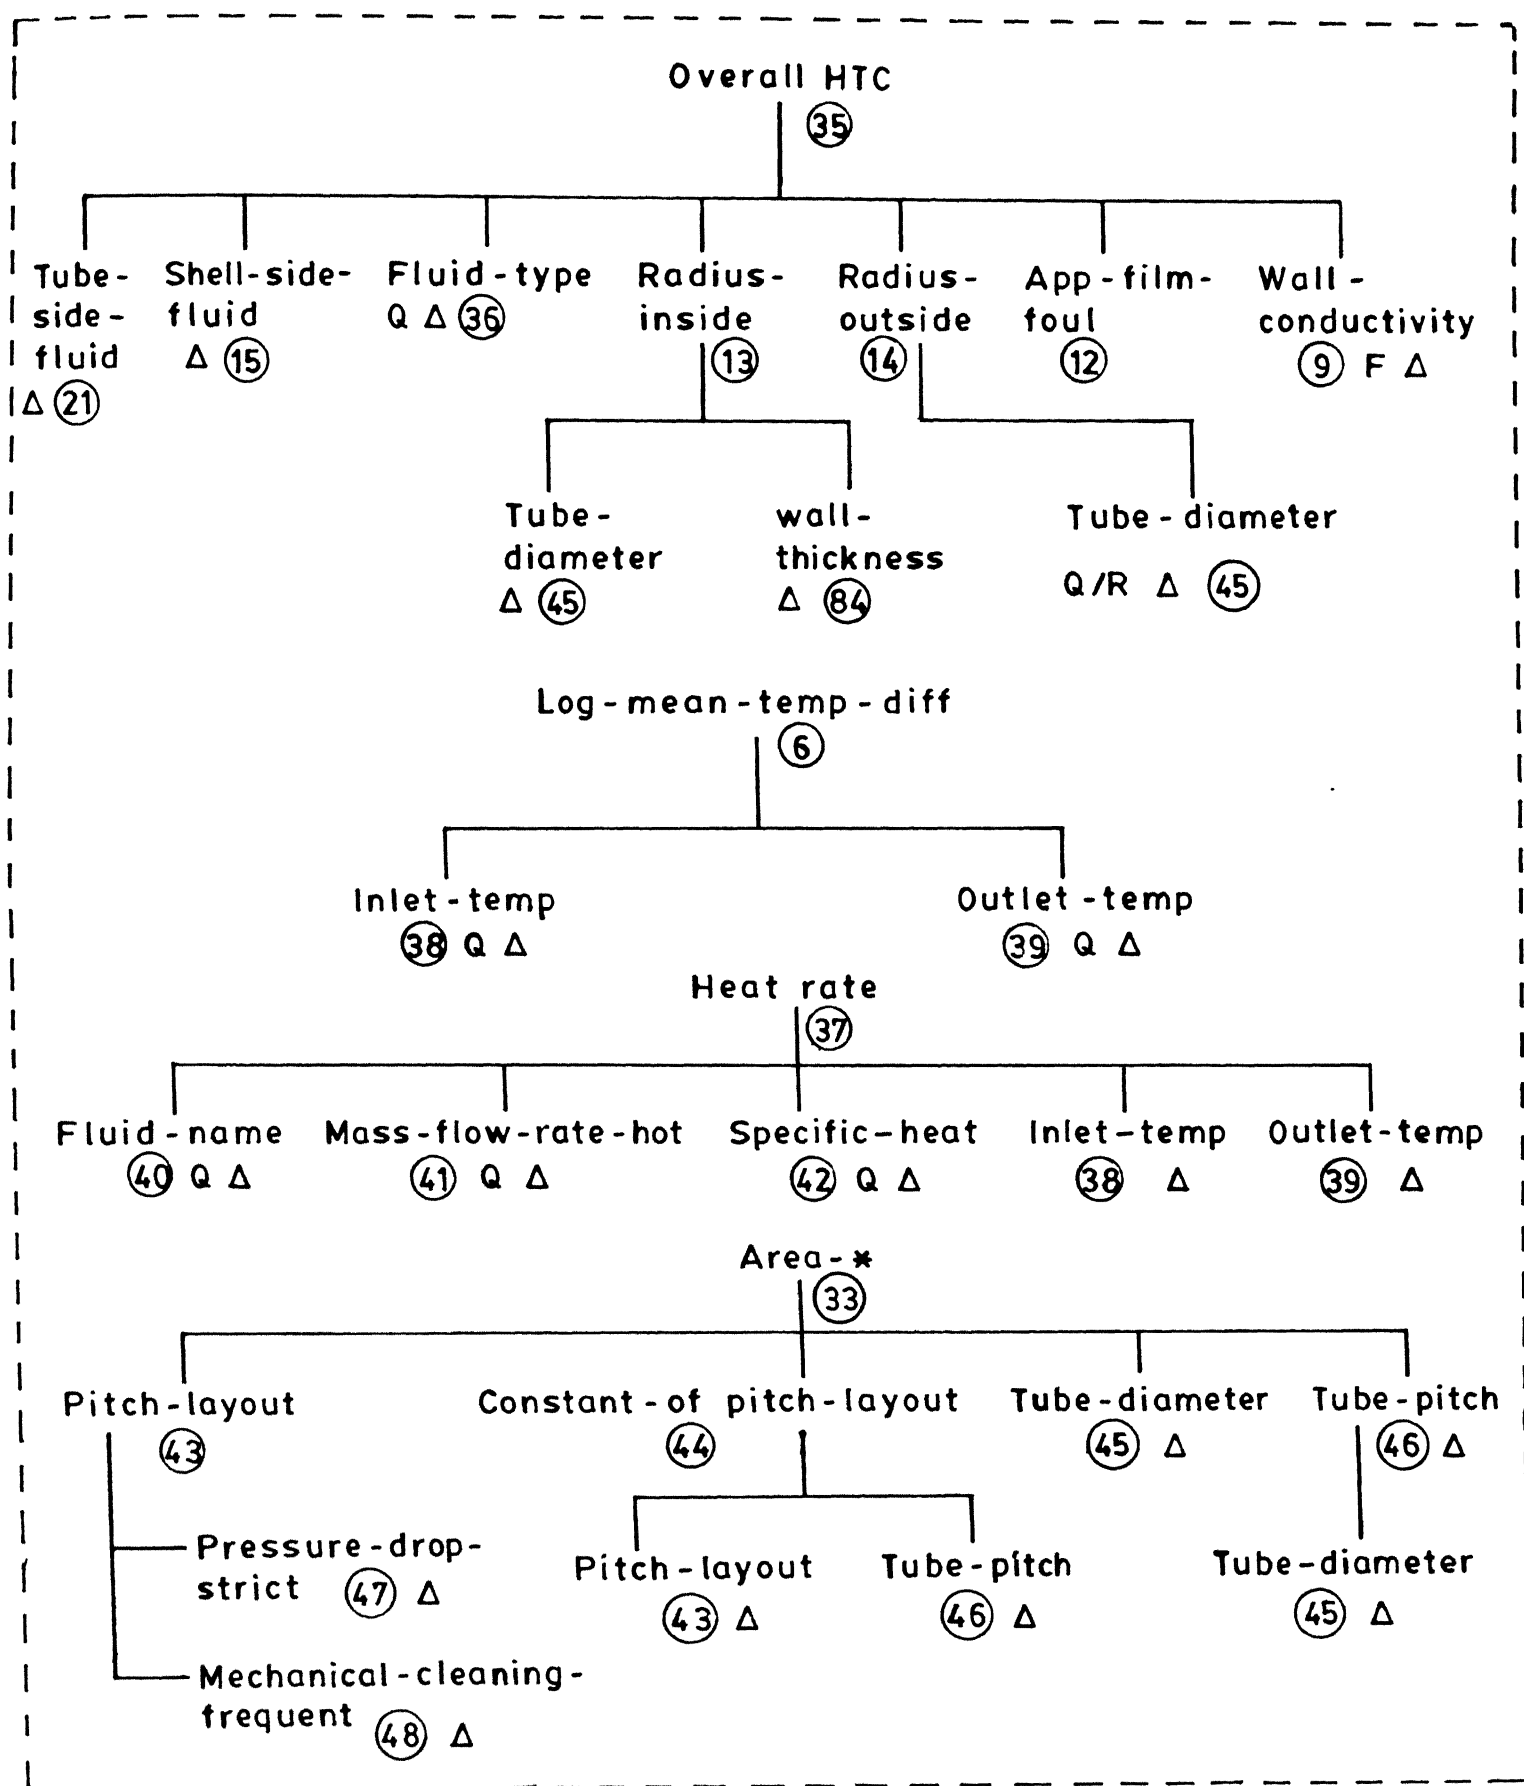 Overall HTC
35
Tube- Shell-side- Fluid-type Radius- Radius- App-film- Wall-
side- fluid Q Δ 36 inside outside foul conductivity
fluid Δ 15 13 14 12 9 F Δ
Δ 21
Tube- wall- Tube-diameter
diameter thickness Q/R Δ 45
Δ 45 Δ 84
Log-mean-temp-diff
6
Inlet-temp Outlet-temp
38 Q Δ 39 Q Δ
Heat rate
37
Fluid-name Mass-flow-rate-hot Specific-heat Inlet-temp Outlet-temp
40 Q Δ 41 Q Δ 42 Q Δ 38 Δ 39 Δ
Area-*
33
Pitch-layout Constant-of pitch-layout Tube-diameter Tube-pitch
43 44 45 Δ 46 Δ
Pressure-drop- Pitch-layout Tube-pitch Tube-diameter
strict 47 Δ 43 Δ 46 Δ 45 Δ
Mechanical-cleaning-
frequent 48 Δ